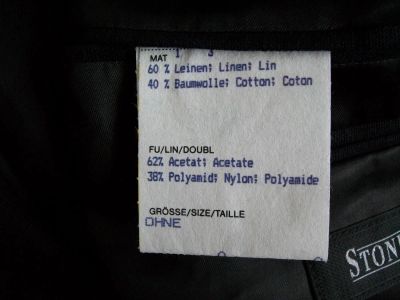 MAT
60 % Leinen; Linen; Lin
40 % Baumwolle; Cotton; Coton
FU/LIN/DOUBL
62% Acetat; Acetate
38% Polyamid; Nylon; Polyamide
GRÖSSE/SIZE/TAILLE
OHNE